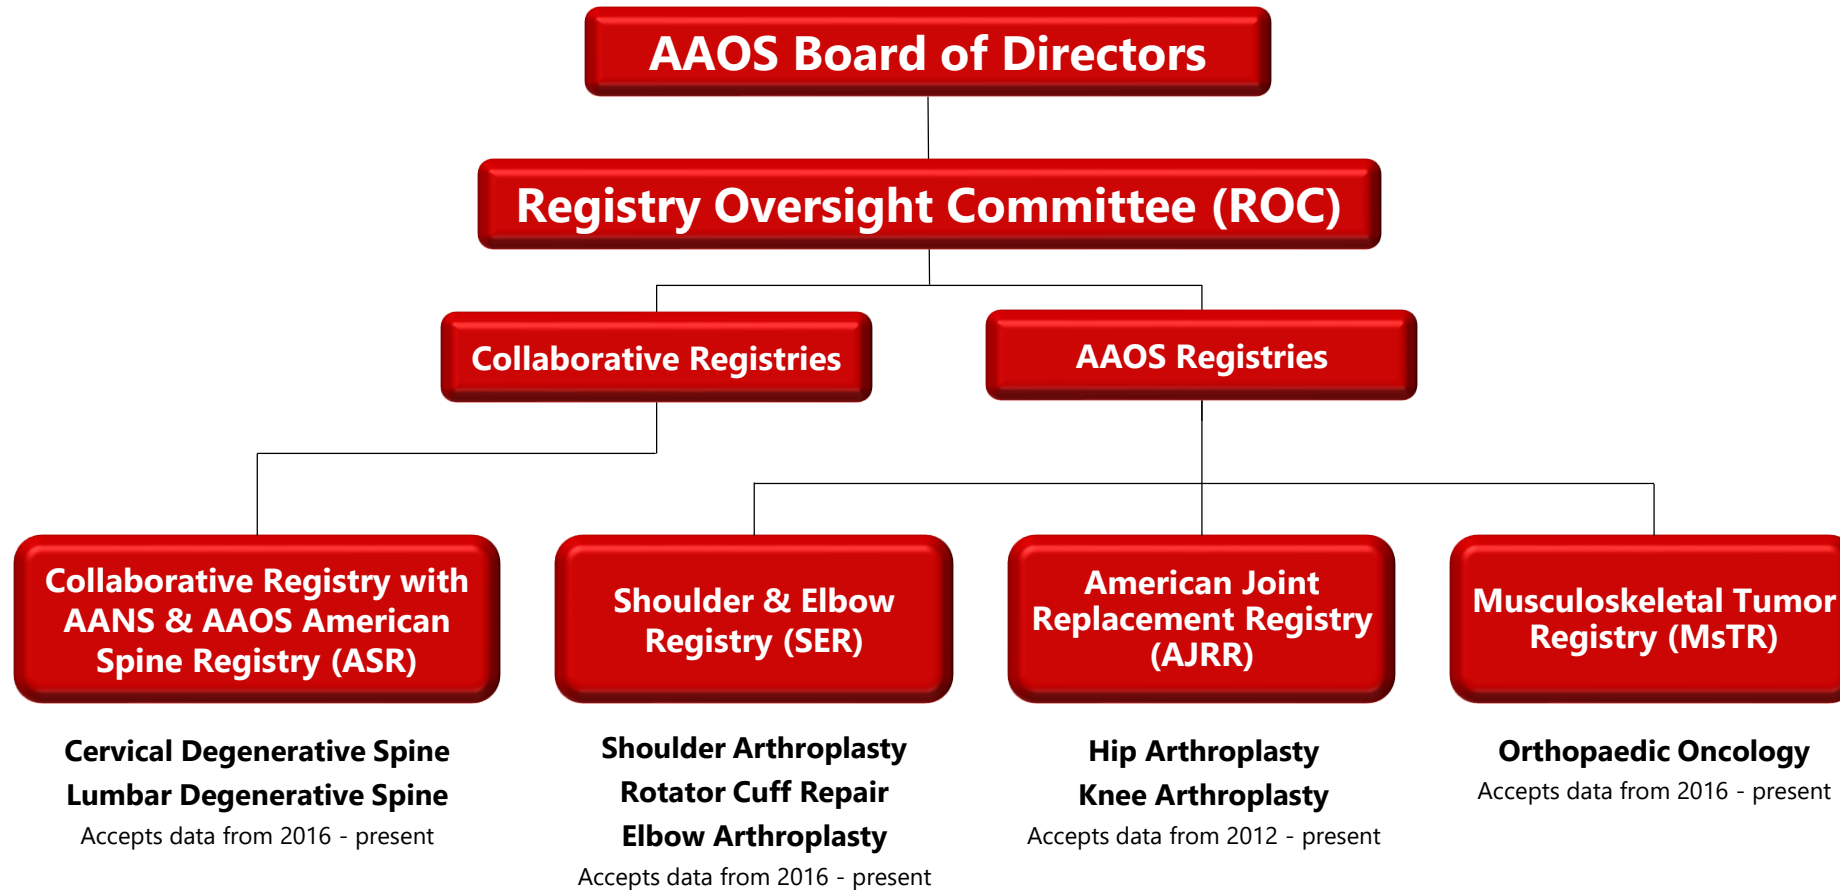 AAOS Board of Directors
Registry Oversight Committee (ROC)
Collaborative Registries
AAOS Registries
Collaborative Registry with
AANS & AAOS American
Spine Registry (ASR)
Shoulder & Elbow
Registry (SER)
American Joint
Replacement Registry
(AJRR)
Musculoskeletal Tumor
Registry (MsTR)
Cervical Degenerative Spine
Lumbar Degenerative Spine
Accepts data from 2016 - present
Shoulder Arthroplasty
Rotator Cuff Repair
Elbow Arthroplasty
Accepts data from 2016 - present
Hip Arthroplasty
Knee Arthroplasty
Accepts data from 2012 - present
Orthopaedic Oncology
Accepts data from 2016 - present